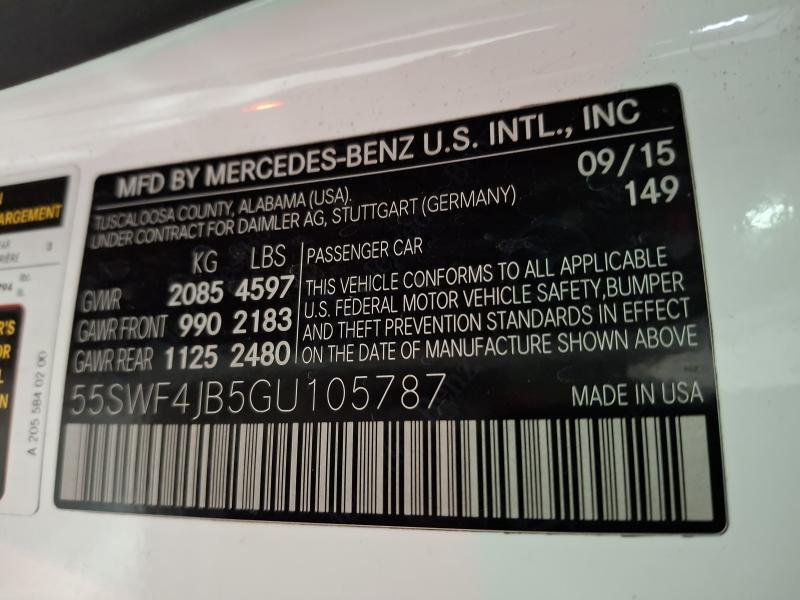 MFD BY MERCEDES-BENZ U.S. INTL., INC
TUSCALOOSA COUNTY, ALABAMA (USA).
UNDER CONTRACT FOR DAIMLER AG, STUTTGART (GERMANY)
09/15
149
KG LBS
GVWR 2085 4597
GAWR FRONT 990 2183
GAWR REAR 1125 2480
PASSENGER CAR
THIS VEHICLE CONFORMS TO ALL APPLICABLE
U.S. FEDERAL MOTOR VEHICLE SAFETY, BUMPER
AND THEFT PREVENTION STANDARDS IN EFFECT
ON THE DATE OF MANUFACTURE SHOWN ABOVE
55SWF4JB5GU105787
MADE IN USA
A 205 584 02 00